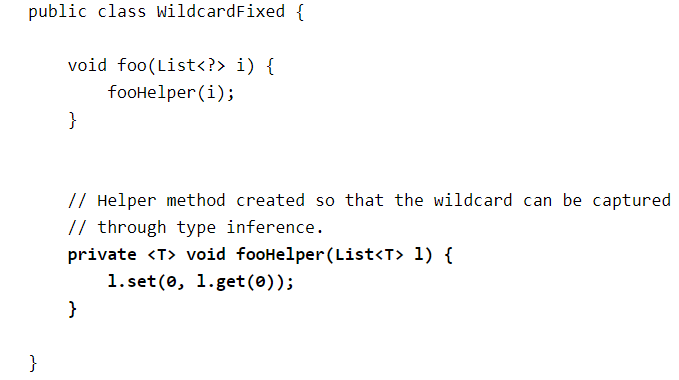 public class WildcardFixed {
void foo(List<?> i) {
fooHelper(i);
}
// Helper method created so that the wildcard can be captured
// through type inference.
private <T> void fooHelper(List<T> l) {
l.set(0, l.get(0));
}
}